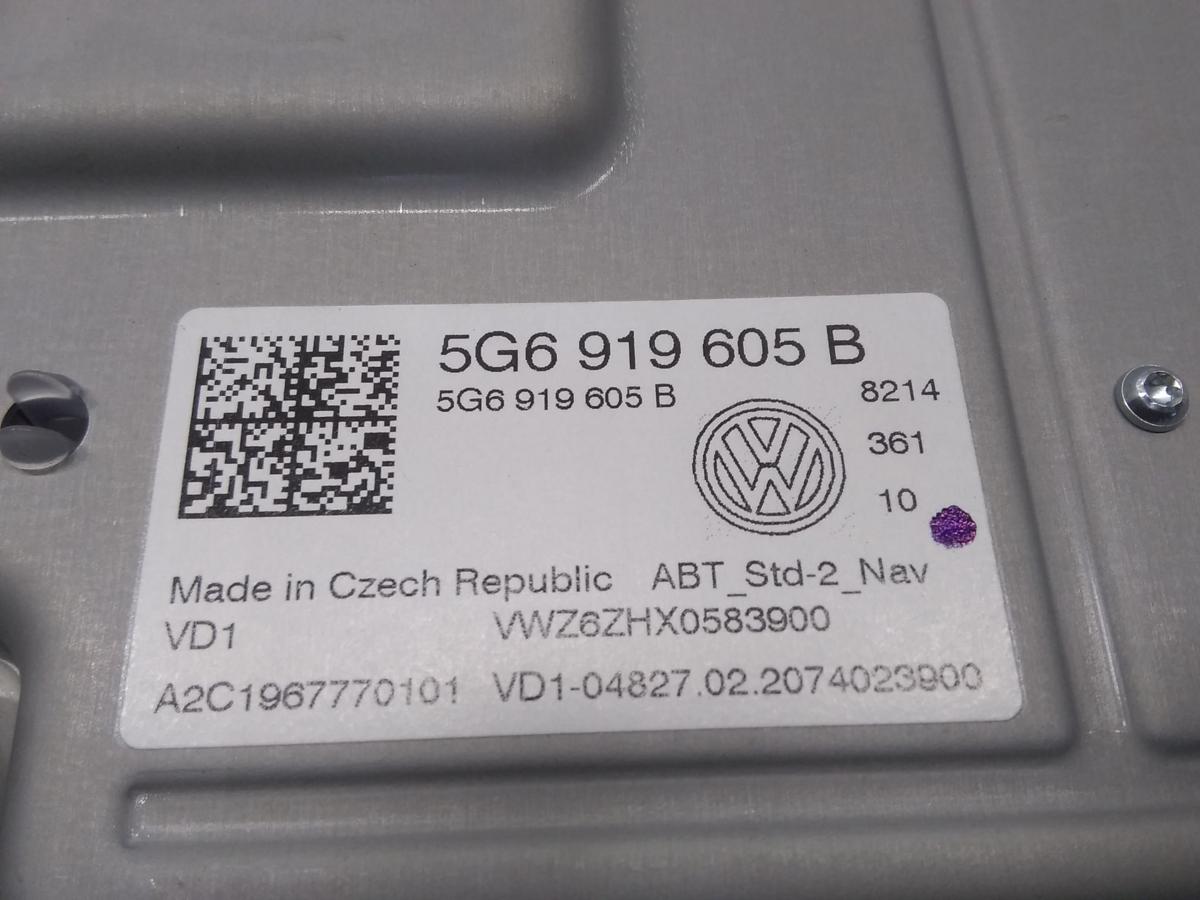 5G6 919 605 B
5G6 919 605 B
8214
361
10
Made in Czech Republic ABT_Std-2_Nav
VD1 VWZ6ZHX0583900
A2C1967770101 VD1-04827.02.2074023900